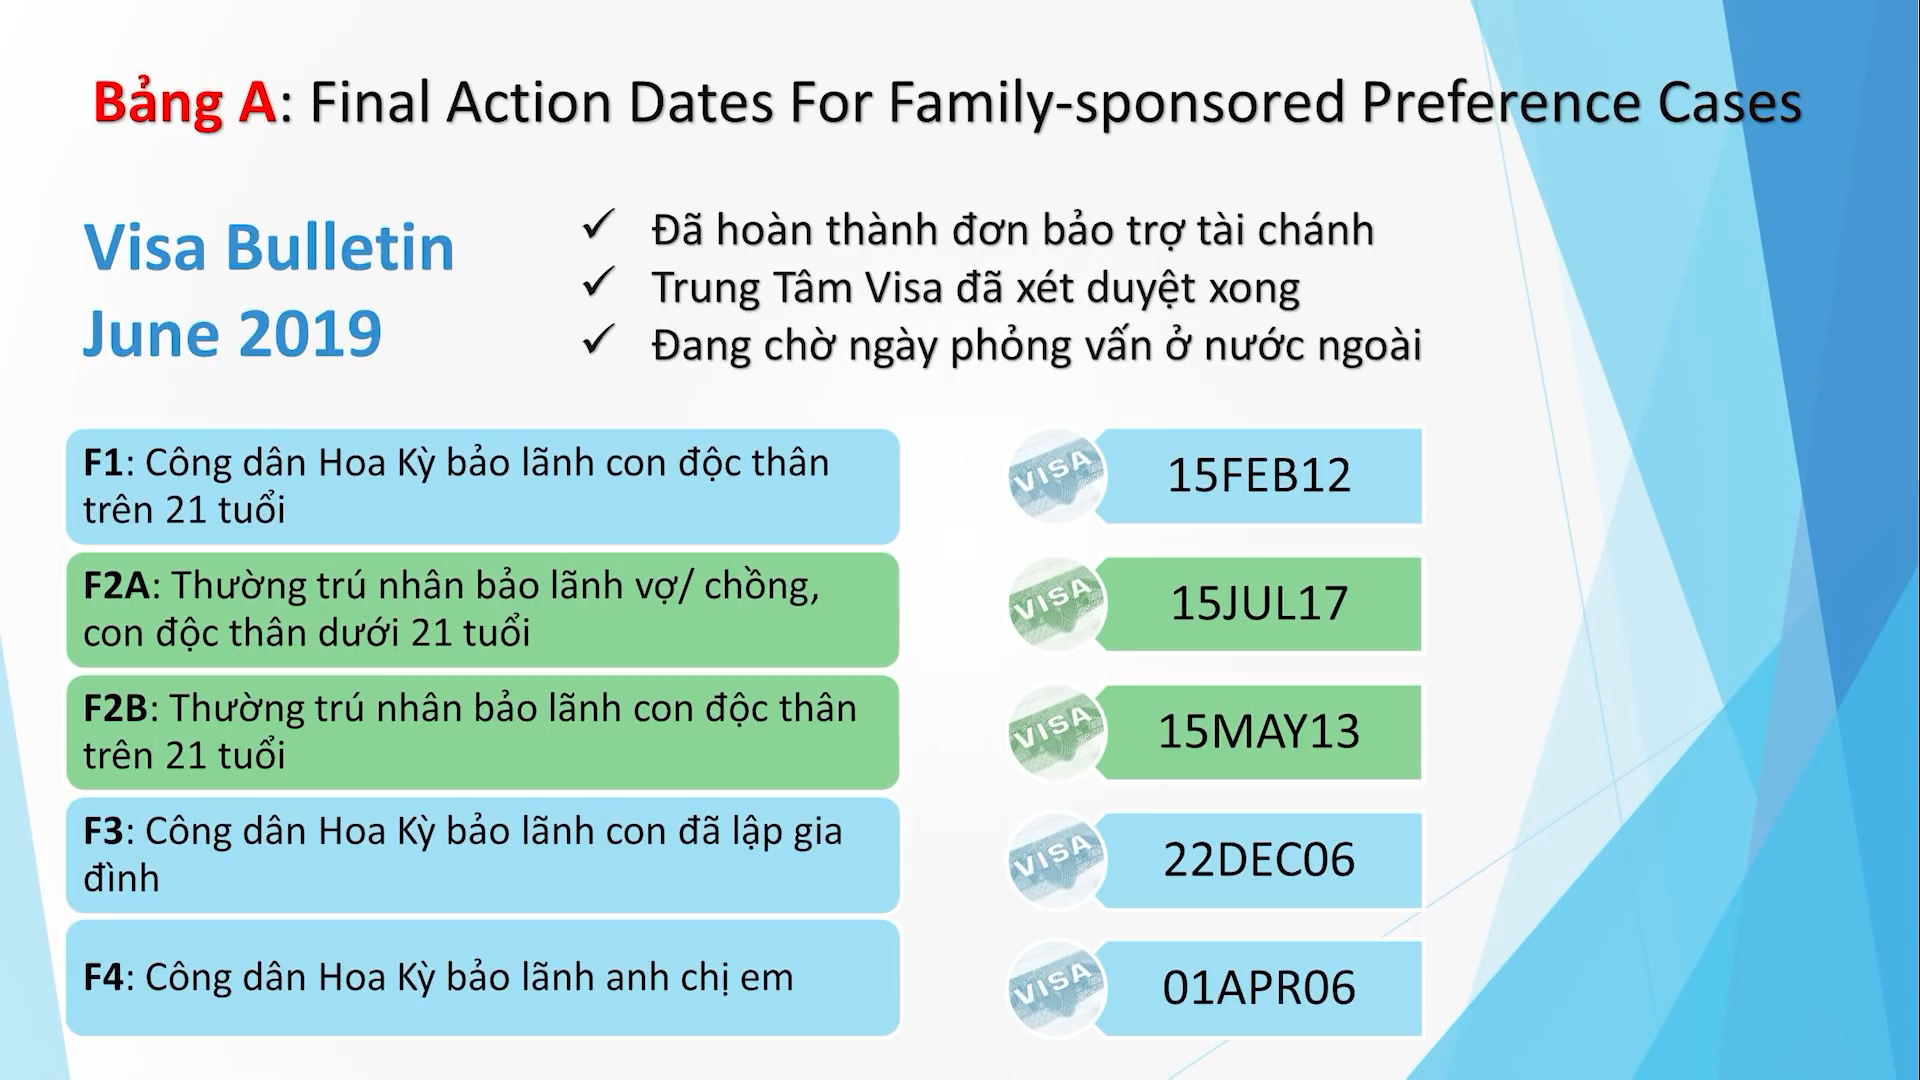 Bảng A: Final Action Dates For Family-sponsored Preference Cases
Visa Bulletin
June 2019
✓ Đã hoàn thành đơn bảo trợ tài chánh
✓ Trung Tâm Visa đã xét duyệt xong
✓ Đang chờ ngày phỏng vấn ở nước ngoài
F1: Công dân Hoa Kỳ bảo lãnh con độc thân
trên 21 tuổi
VISA
15FEB12
F2A: Thường trú nhân bảo lãnh vợ/ chồng,
con độc thân dưới 21 tuổi
VISA
15JUL17
F2B: Thường trú nhân bảo lãnh con độc thân
trên 21 tuổi
VISA
15MAY13
F3: Công dân Hoa Kỳ bảo lãnh con đã lập gia
đình
VISA
22DEC06
F4: Công dân Hoa Kỳ bảo lãnh anh chị em
VISA
01APR06